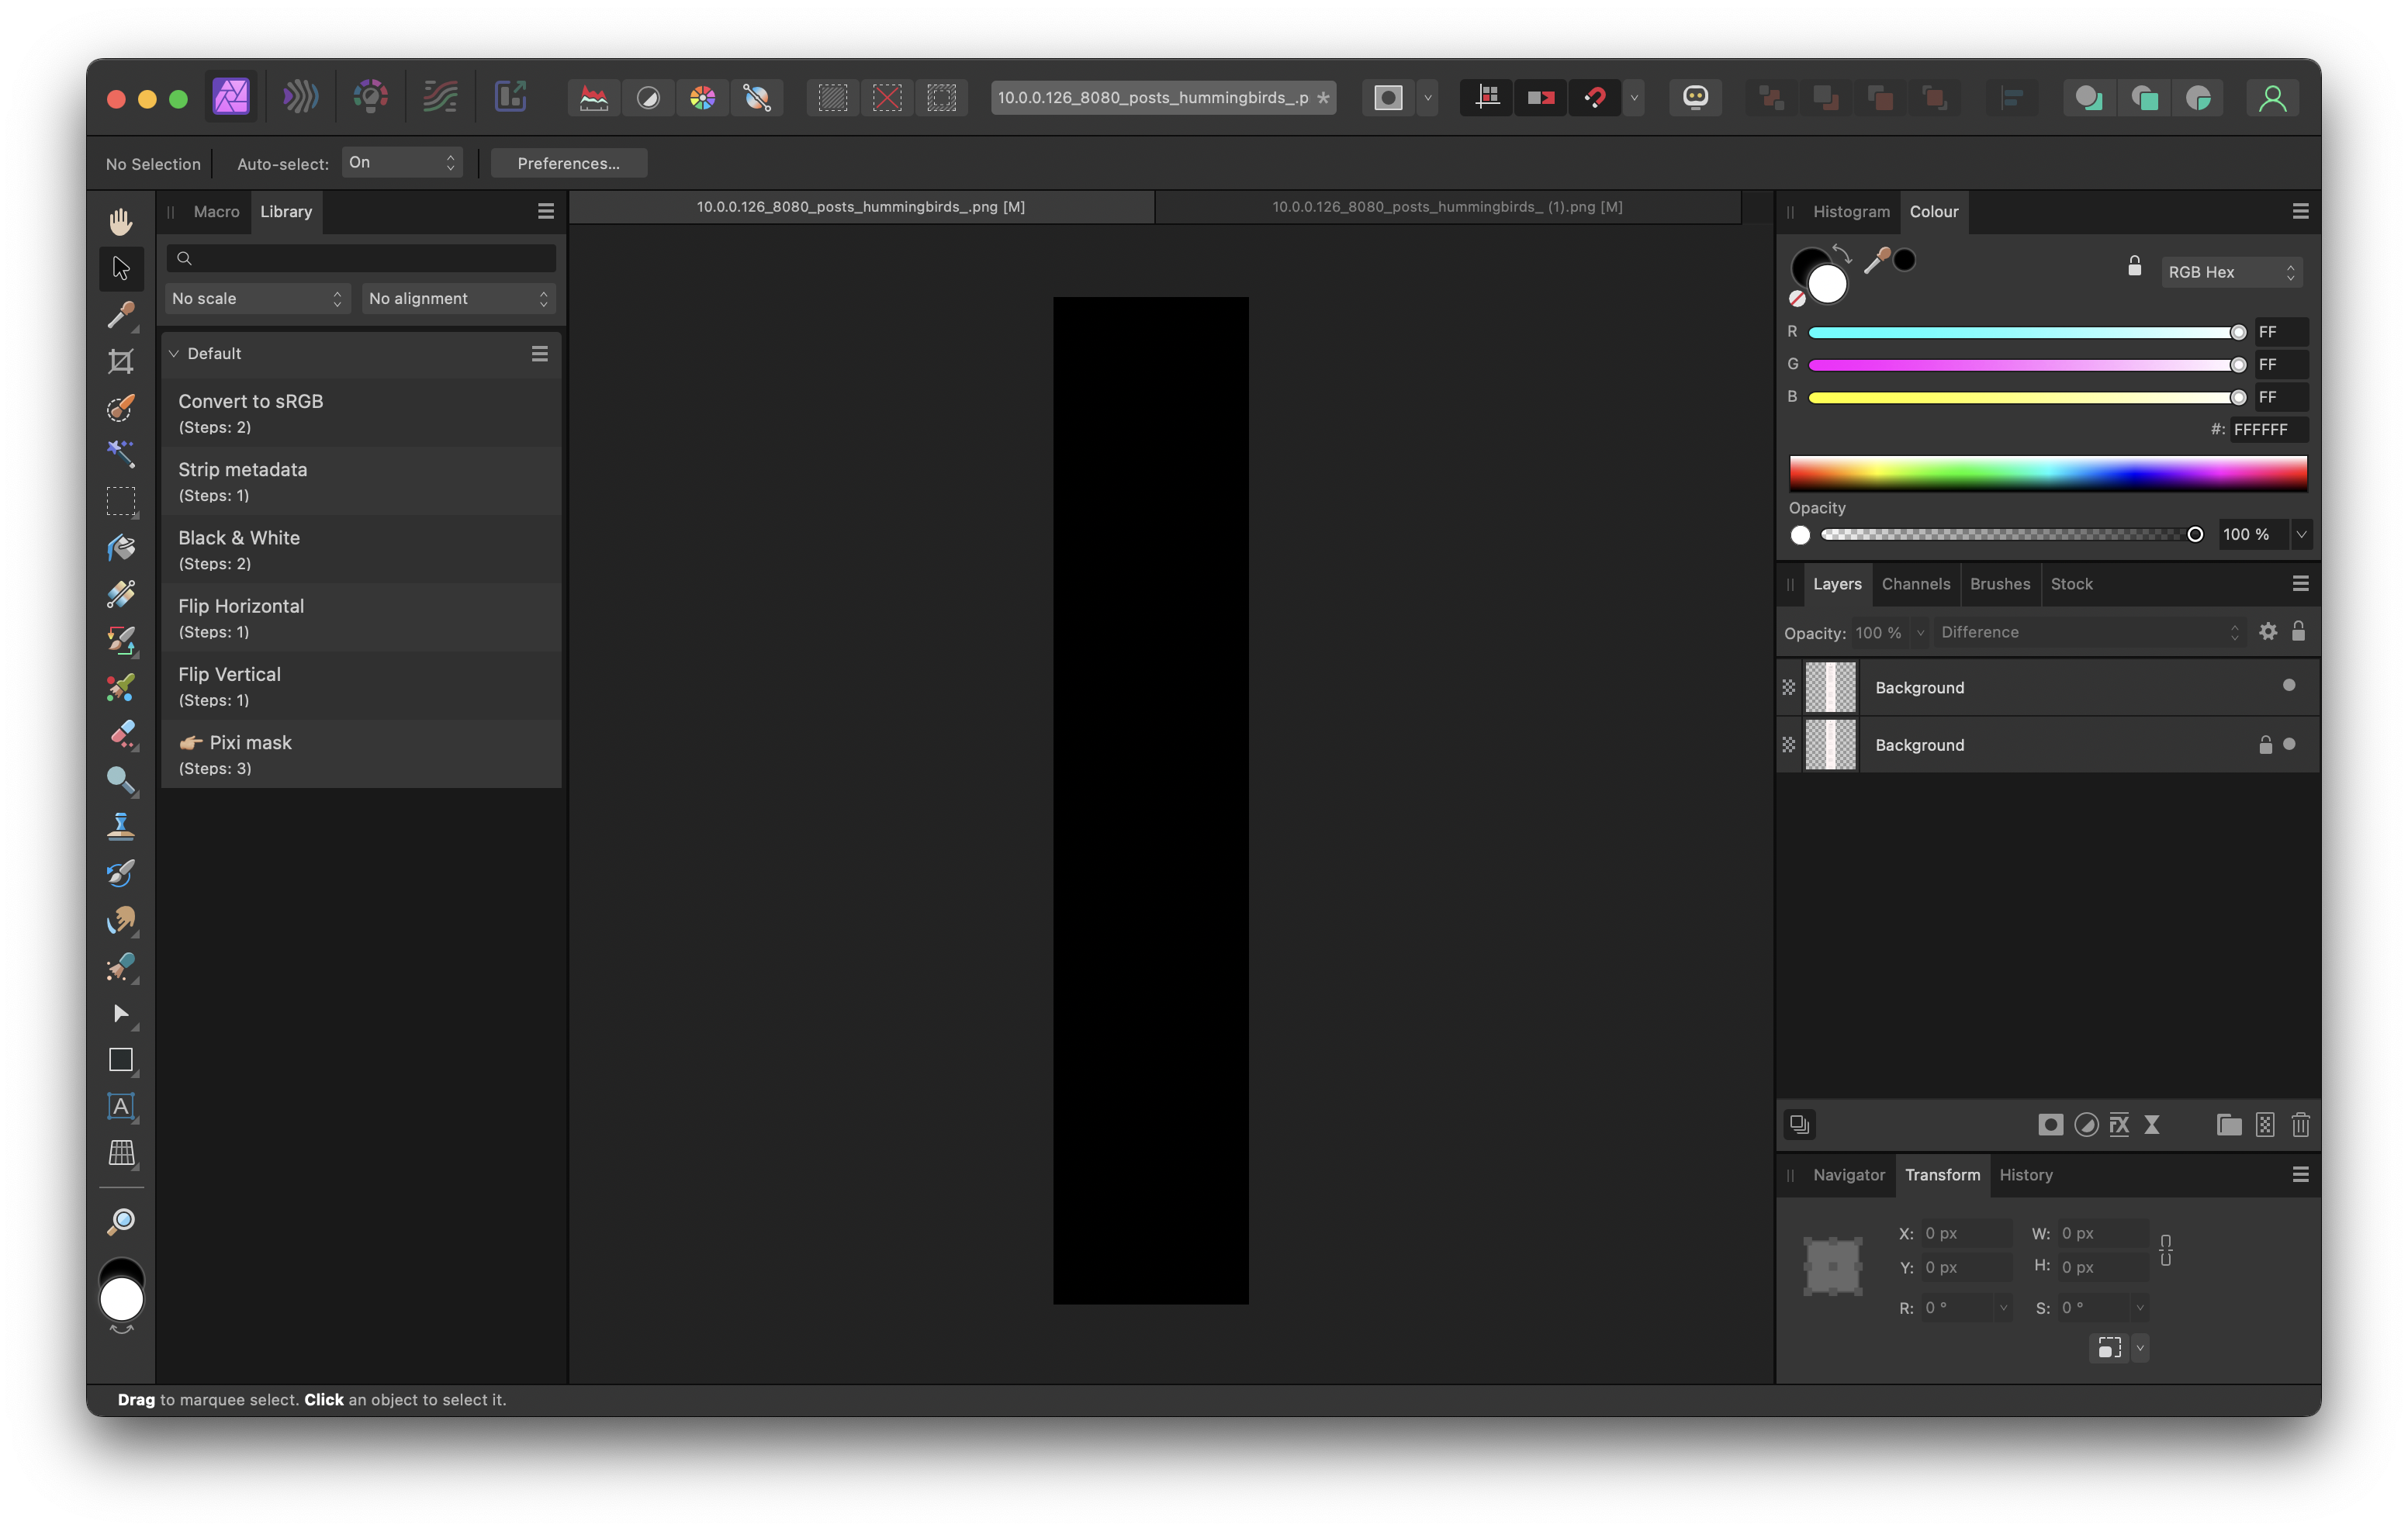 10.0.0.126_8080_posts_hummingbirds_.p *
No Selection
Auto-select: On
Preferences...
Macro
Library
No scale
No alignment
Default
Convert to sRGB
(Steps: 2)
Strip metadata
(Steps: 1)
Black & White
(Steps: 2)
Flip Horizontal
(Steps: 1)
Flip Vertical
(Steps: 1)
Pixi mask
(Steps: 3)
10.0.0.126_8080_posts_hummingbirds_.png [M]
10.0.0.126_8080_posts_hummingbirds_ (1).png [M]
Histogram
Colour
RGB Hex
R FF
G FF
B FF
#: FFFFFF
Opacity
100 %
Layers
Channels
Brushes
Stock
Opacity: 100 %
Difference
Background
Background
FX
Navigator
Transform
History
X: 0 px
W: 0 px
Y: 0 px
H: 0 px
R: 0 °
S: 0 °
A
Drag to marquee select. Click an object to select it.